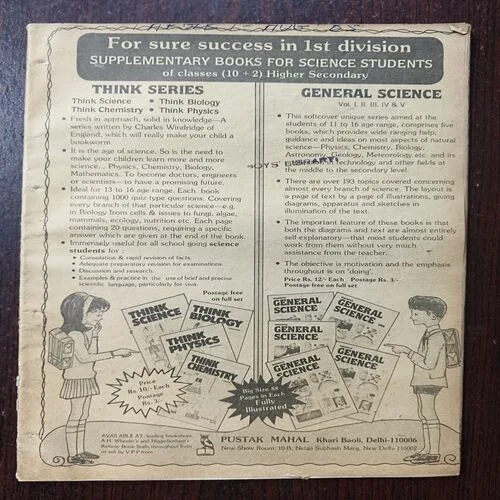 For sure success in 1st division
SUPPLEMENTARY BOOKS FOR SCIENCE STUDENTS
of classes (10 + 2) Higher Secondary
THINK SERIES
Think Science • Think Biology
Think Chemistry • Think Physics
• Fresh in approach, solid in knowledge—A
series written by Charles Windridge of
England, which will really make your child a
bookworm.
• It is the age of science. So is the need to
make your children learn more and more
science... Physics, Chemistry, Biology,
Mathematics. To become doctors, engineers
or scientists—to have a promising future.
• Ideal for 13 to 16 age range. Each book
containing 1000 quiz type questions. Covering
every branch of that particular science—e.g.
in Biology from cells & issues to fung, algae,
mammals, ecology, nutrition etc. Each page
containing 20 questions, requiring a specific
answer which are given at the end of the book.
• Immensely useful for all school going science
students for :
• Consolation & rapid revision of facts.
• Adequate preparatory revision for examinations.
• Discussion and research.
• Examples & practice in the use of brief and precise
scientific language, particularly for viva.
Postage free
on full set
THINK SCIENCE
THINK BIOLOGY
THINK PHYSICS
THINK CHEMISTRY
Price
Rs. 10/- Each
Postage
Rs. 3/-
GENERAL SCIENCE
Vol. I, II, III, IV & V
• This softcover unique series aimed at the
students of 11 to 16 age range, comprises five
books, which provide wide ranging help,
guidance and ideas on most aspects of natural
science—Physics, Chemistry, Biology,
Astronomy, Geology, Meteorology etc. and its
Technology and other fields at
the middle to the secondary level.
BOYS' LIBRARY
• There are over 193 topics covered concerning
almost every branch of science. The layout is
a page of text by a page of illustrations, giving
diagrams, apparatus and sketches in
illumination of the text.
• The important feature of these books is that
both the diagrams and text are almost entirely
self-explanatory—that most students could
work from them without very much
assistance from the teacher.
• The objective is motivation and the emphasis
throughout is on 'doing'.
Price Rs. 12/- Each Postage Rs. 3/-
Postage free on full set
GENERAL SCIENCE
GENERAL SCIENCE
GENERAL SCIENCE
GENERAL SCIENCE
GENERAL SCIENCE
Big Size 88
Pages in Each
Fully
Illustrated
AVAILABLE AT: leading bookshops,
A.H. Wheeler's and Higginbotham's
Railway Book Stalls throughout India
or ask by V.P.P from:
PUSTAK MAHAL Khari Baoli, Delhi-110006
New Show Room: 10-B, Netaji Subhash Marg, New Delhi 110002